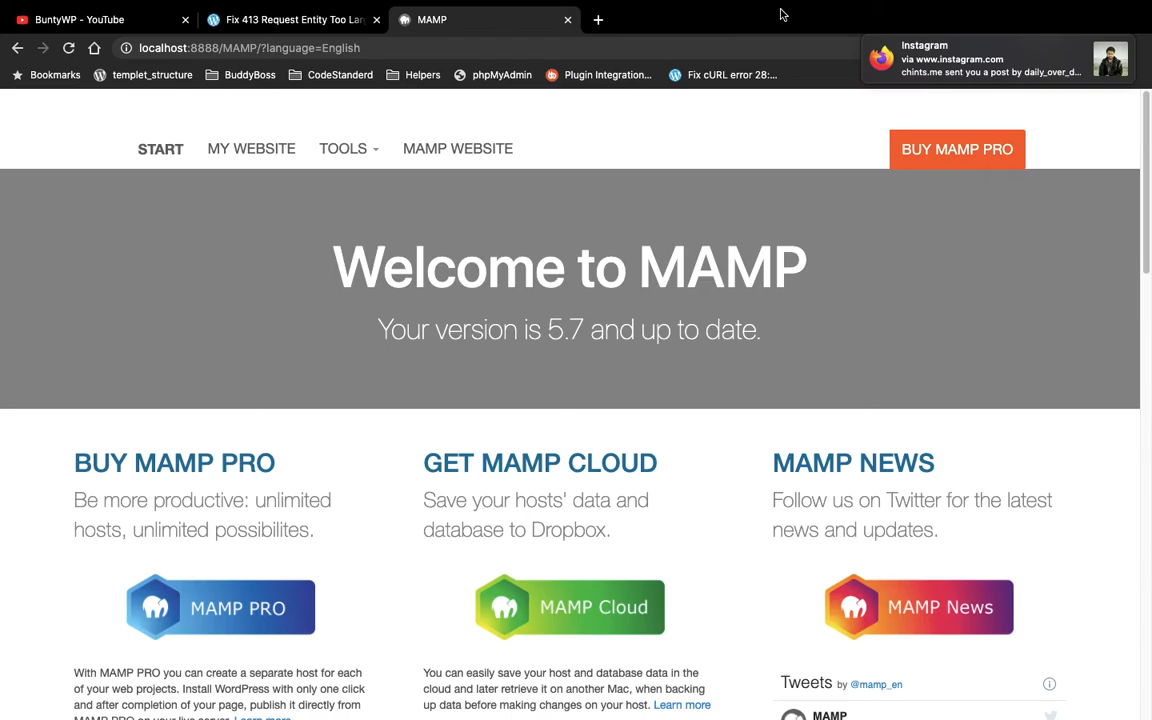 BuntyWP - YouTube
Fix 413 Request Entity Too Lar
MAMP
localhost:8888/MAMP/?language=English
Instagram
via www.instagram.com
chints.me sent you a post by daily_over_d...
Bookmarks
templet_structure
BuddyBoss
CodeStanderd
Helpers
phpMyAdmin
Plugin Integration...
Fix cURL error 28:...
START
MY WEBSITE
TOOLS
MAMP WEBSITE
BUY MAMP PRO
Welcome to MAMP
Your version is 5.7 and up to date.
BUY MAMP PRO
Be more productive: unlimited
hosts, unlimited possibilites.
MAMP PRO
With MAMP PRO you can create a separate host for each
of your web projects. Install WordPress with only one click
and after completion of your page, publish it directly from
MAMP PRO on your live server. Learn more
GET MAMP CLOUD
Save your hosts' data and
database to Dropbox.
MAMP Cloud
You can easily save your host and database data in the
cloud and later retrieve it on another Mac, when backing
up data before making changes on your host. Learn more
MAMP NEWS
Follow us on Twitter for the latest
news and updates.
MAMP News
Tweets by @mamp_en
MAMP